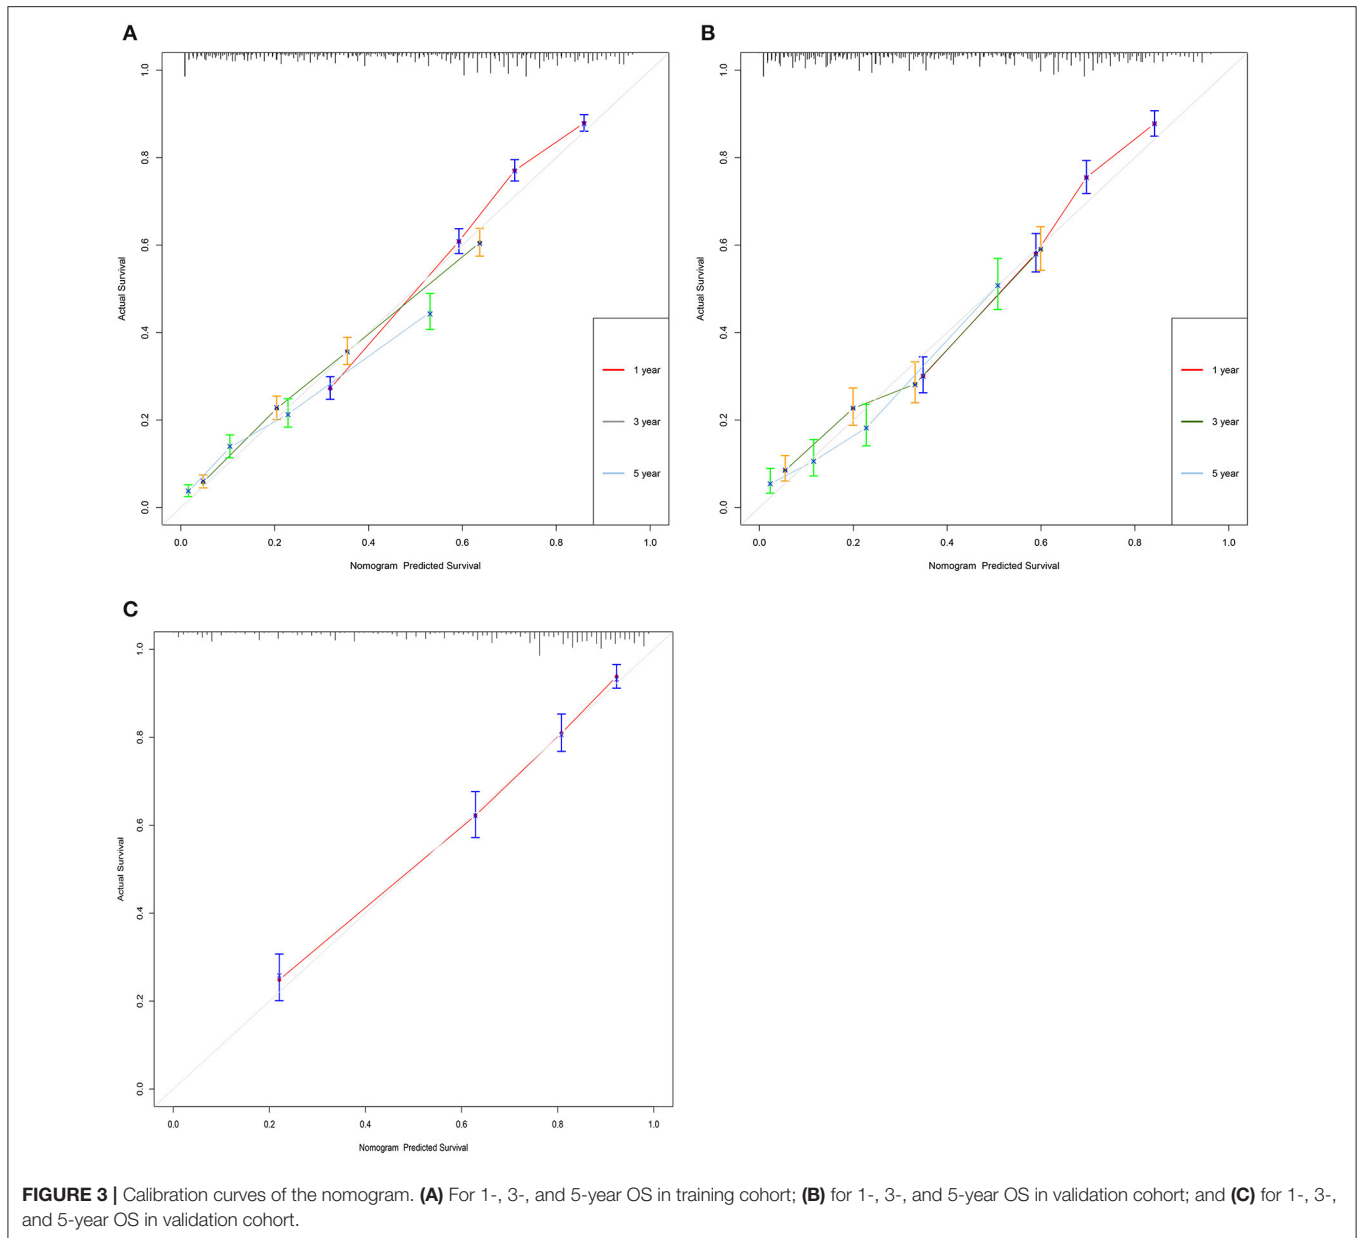 A
1.0
0.8
0.6
0.4
0.2
0.0
Actual Survival
0.0 0.2 0.4 0.6 0.8 1.0
Nomogram Predicted Survival
1 year
3 year
5 year
B
1.0
0.8
0.6
0.4
0.2
0.0
Actual Survival
0.0 0.2 0.4 0.6 0.8 1.0
Nomogram Predicted Survival
1 year
3 year
5 year
C
1.0
0.8
0.6
0.4
0.2
0.0
Actual Survival
0.0 0.2 0.4 0.6 0.8 1.0
Nomogram Predicted Survival
FIGURE 3 | Calibration curves of the nomogram. (A) For 1-, 3-, and 5-year OS in training cohort; (B) for 1-, 3-, and 5-year OS in validation cohort; and (C) for 1-, 3-,
and 5-year OS in validation cohort.